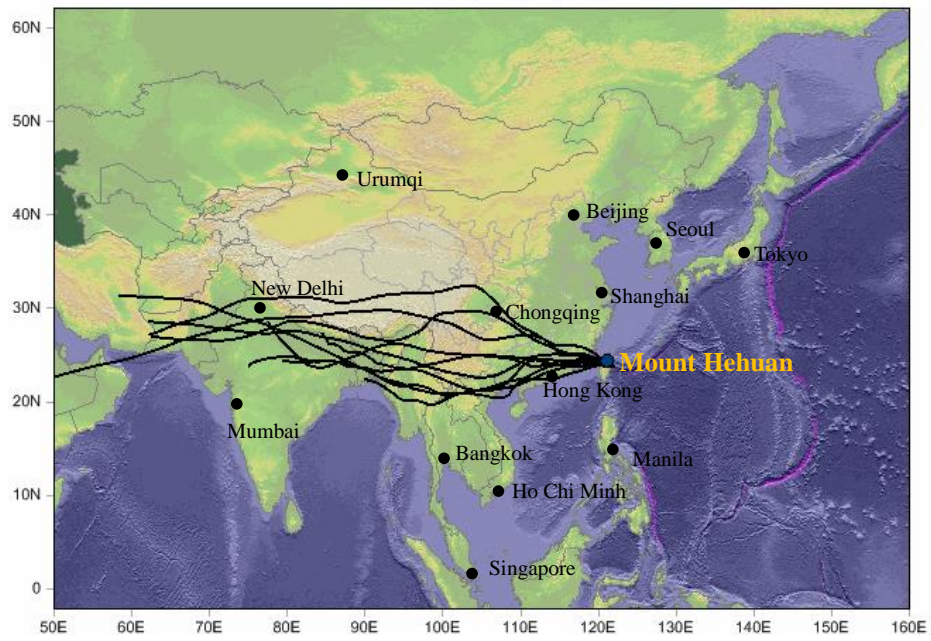 60N
50N
Urumqi
40N
Beijing
Seoul
Tokyo
New Delhi
30N
Shanghai
Chongqing
Mount Hehuan
Hong Kong
20N
Mumbai
Bangkok
Manila
10N
Ho Chi Minh
Singapore
0
50E 60E 70E 80E 90E 100E 110E 120E 130E 140E 150E 160E